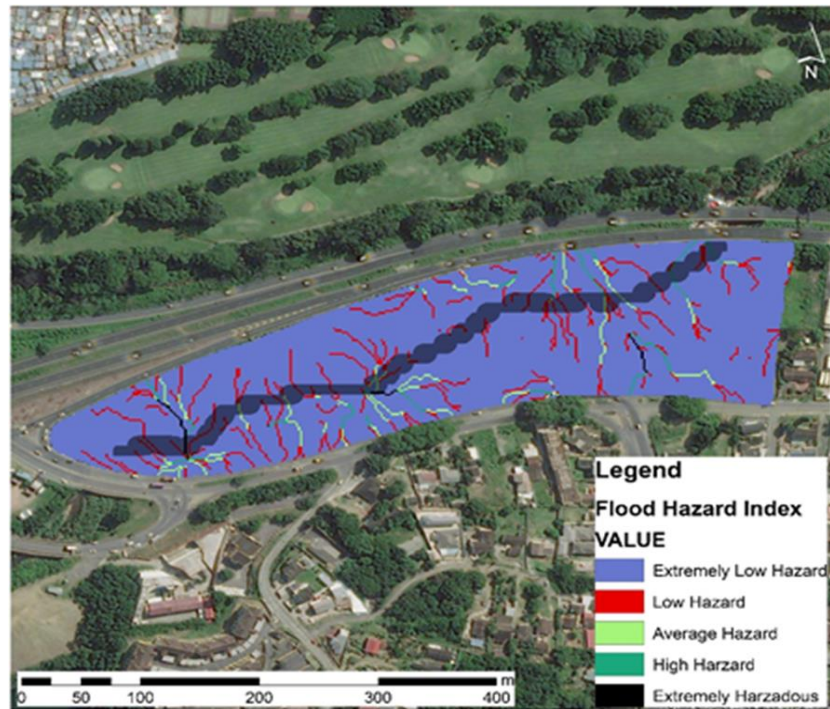 N
Legend
Flood Hazard Index
VALUE
Extremely Low Hazard
Low Hazard
Average Hazard
High Harzard
Extremely Harzadous
m
0 50 100 200 300 400